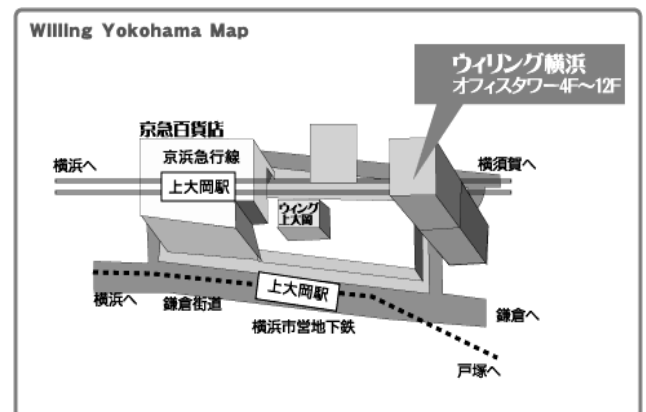 Willing Yokohama Map
ウィリング横浜
オフィスタワー4F〜12F
京急百貨店
京浜急行線
横浜へ
横須賀へ
上大岡駅
ウィング
上大岡
上大岡駅
横浜へ
鎌倉街道
鎌倉へ
横浜市営地下鉄
戸塚へ